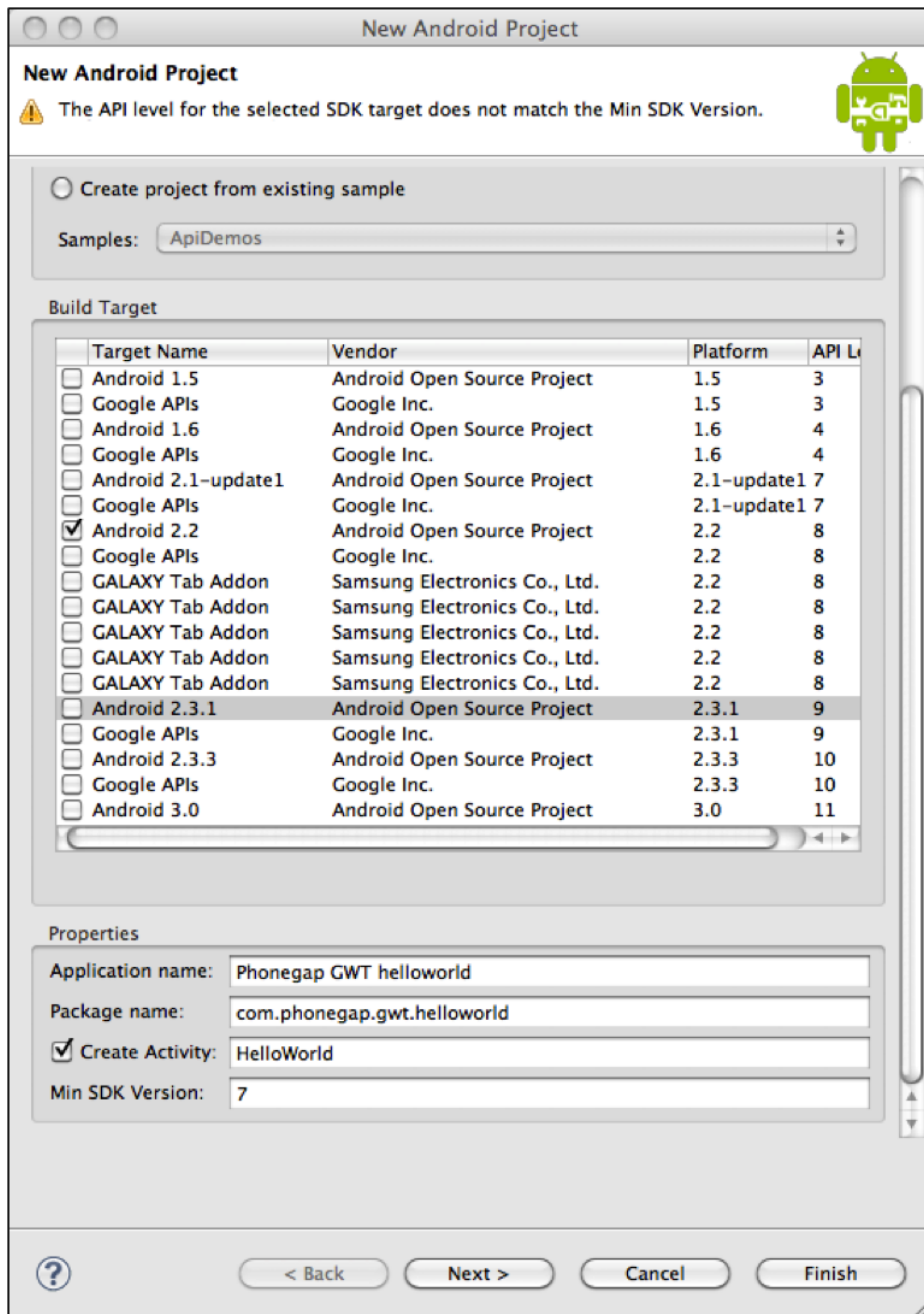 New Android Project
New Android Project
The API level for the selected SDK target does not match the Min SDK Version.
Create project from existing sample
Samples: ApiDemos
Build Target
Target Name Vendor Platform API L
Android 1.5 Android Open Source Project 1.5 3
Google APIs Google Inc. 1.5 3
Android 1.6 Android Open Source Project 1.6 4
Google APIs Google Inc. 1.6 4
Android 2.1-update1 Android Open Source Project 2.1-update1 7
Google APIs Google Inc. 2.1-update1 7
Android 2.2 Android Open Source Project 2.2 8
Google APIs Google Inc. 2.2 8
GALAXY Tab Addon Samsung Electronics Co., Ltd. 2.2 8
GALAXY Tab Addon Samsung Electronics Co., Ltd. 2.2 8
GALAXY Tab Addon Samsung Electronics Co., Ltd. 2.2 8
GALAXY Tab Addon Samsung Electronics Co., Ltd. 2.2 8
GALAXY Tab Addon Samsung Electronics Co., Ltd. 2.2 8
Android 2.3.1 Android Open Source Project 2.3.1 9
Google APIs Google Inc. 2.3.1 9
Android 2.3.3 Android Open Source Project 2.3.3 10
Google APIs Google Inc. 2.3.3 10
Android 3.0 Android Open Source Project 3.0 11
Properties
Application name: Phonegap GWT helloworld
Package name: com.phonegap.gwt.helloworld
Create Activity: HelloWorld
Min SDK Version: 7
? < Back Next > Cancel Finish